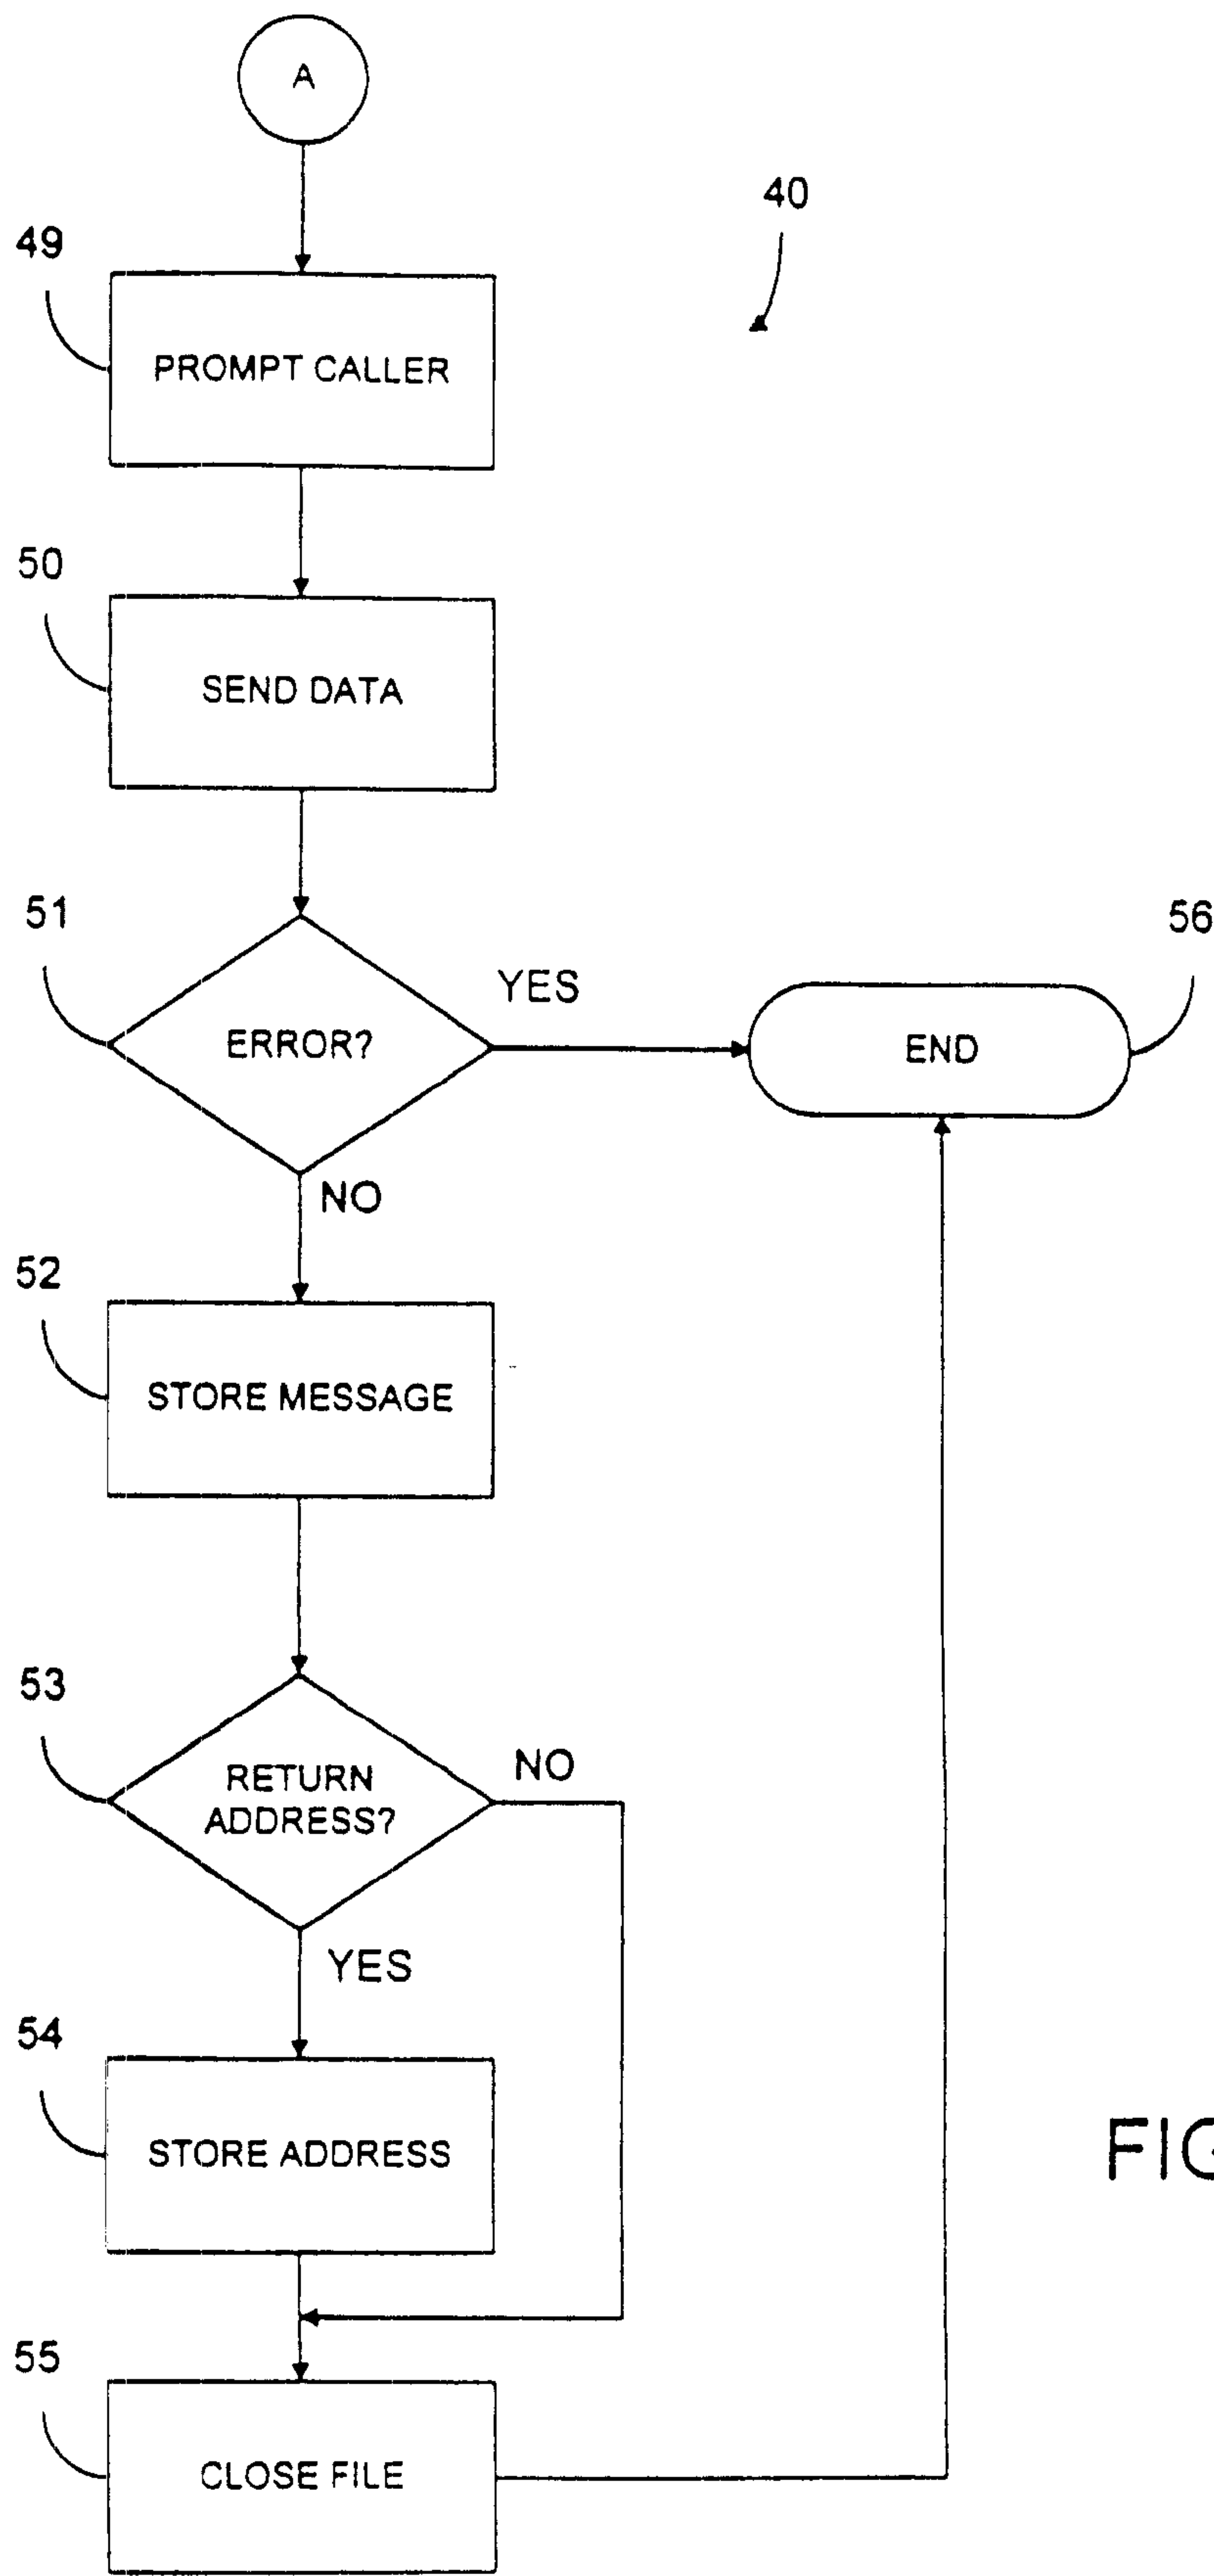 A
40
49
PROMPT CALLER
50
SEND DATA
51
ERROR?
YES
56
END
NO
52
STORE MESSAGE
53
RETURN
ADDRESS?
NO
YES
54
STORE ADDRESS
55
CLOSE FILE